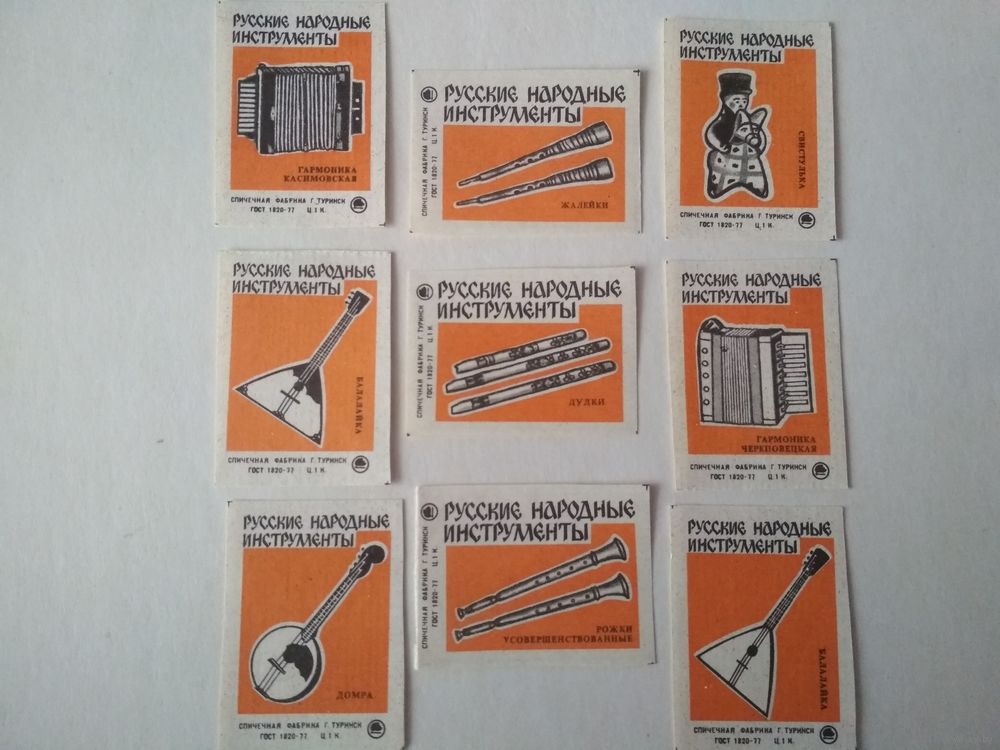 РУССКИЕ НАРОДНЫЕ
ИНСТРУМЕНТЫ
ГАРМОНИКА
КАСИМОВСКАЯ
СПИЧЕЧНАЯ ФАБРИКА Г. ТУРИНСК
ГОСТ 1820-77 Ц. 1 К.
РУССКИЕ НАРОДНЫЕ
ИНСТРУМЕНТЫ
ЖАЛЕЙКИ
СПИЧЕЧНАЯ ФАБРИКА Г. ТУРИНСК
ГОСТ 1820-77 Ц. 1 К.
РУССКИЕ НАРОДНЫЕ
ИНСТРУМЕНТЫ
СВИСТУЛЬКА
СПИЧЕЧНАЯ ФАБРИКА Г. ТУРИНСК
ГОСТ 1820-77 Ц. 1 К.
РУССКИЕ НАРОДНЫЕ
ИНСТРУМЕНТЫ
БАЛАЛАЙКА
СПИЧЕЧНАЯ ФАБРИКА Г. ТУРИНСК
ГОСТ 1820-77 Ц. 1 К.
РУССКИЕ НАРОДНЫЕ
ИНСТРУМЕНТЫ
ДУДКИ
СПИЧЕЧНАЯ ФАБРИКА Г. ТУРИНСК
ГОСТ 1820-77 Ц. 1 К.
РУССКИЕ НАРОДНЫЕ
ИНСТРУМЕНТЫ
ГАРМОНИКА
ЧЕРЕПОВЕЦКАЯ
СПИЧЕЧНАЯ ФАБРИКА Г. ТУРИНСК
ГОСТ 1820-77 Ц. 1 К.
РУССКИЕ НАРОДНЫЕ
ИНСТРУМЕНТЫ
ДОМРА
СПИЧЕЧНАЯ ФАБРИКА Г. ТУРИНСК
ГОСТ 1820-77 Ц. 1 К.
РУССКИЕ НАРОДНЫЕ
ИНСТРУМЕНТЫ
РОЖКИ
УСОВЕРШЕНСТВОВАННЫЕ
СПИЧЕЧНАЯ ФАБРИКА Г. ТУРИНСК
ГОСТ 1820-77 Ц. 1 К.
РУССКИЕ НАРОДНЫЕ
ИНСТРУМЕНТЫ
БАЛАЛАЙКА
СПИЧЕЧНАЯ ФАБРИКА Г. ТУРИНСК
ГОСТ 1820-77 Ц. 1 К.